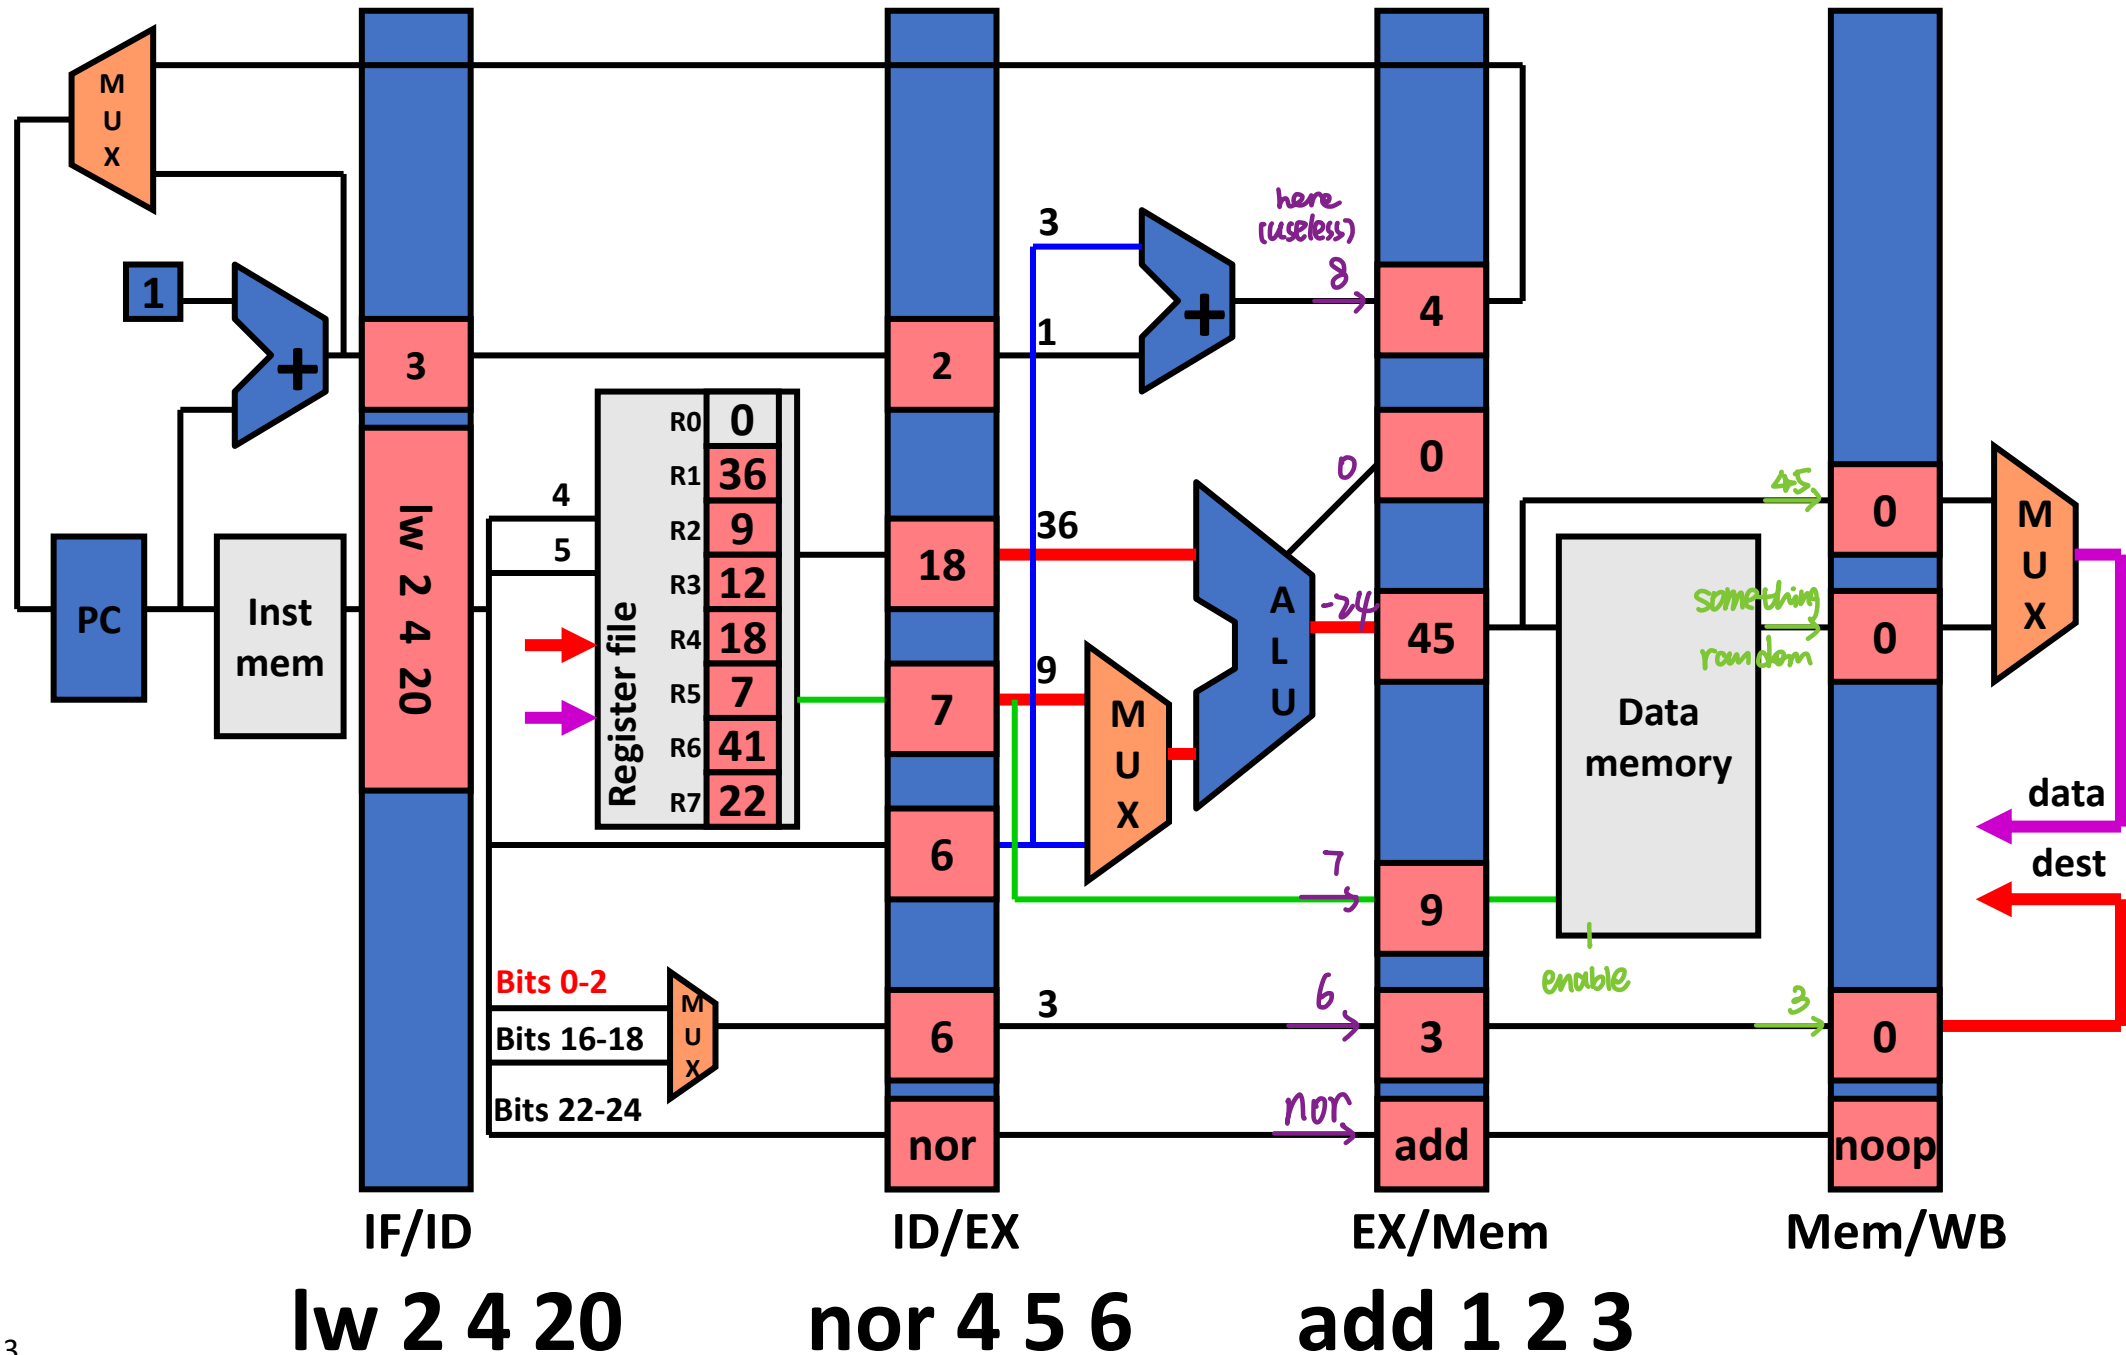 M
U
X
1
+
PC
Inst
mem
3
lw 2 4 20
4
5
Register file
R0 0
R1 36
R2 9
R3 12
R4 18
R5 7
R6 41
R7 22
Bits 0-2
Bits 16-18
Bits 22-24
M
U
X
2
18
7
6
6
nor
3
1
36
9
3
+
M
U
X
A
L
U
here
(useless)
8
0
-24
7
6
nor
4
0
45
9
3
add
Data
memory
enable
45
something
random
3
0
0
0
noop
M
U
X
data
dest
IF/ID
ID/EX
EX/Mem
Mem/WB
lw 2 4 20
nor 4 5 6
add 1 2 3
3